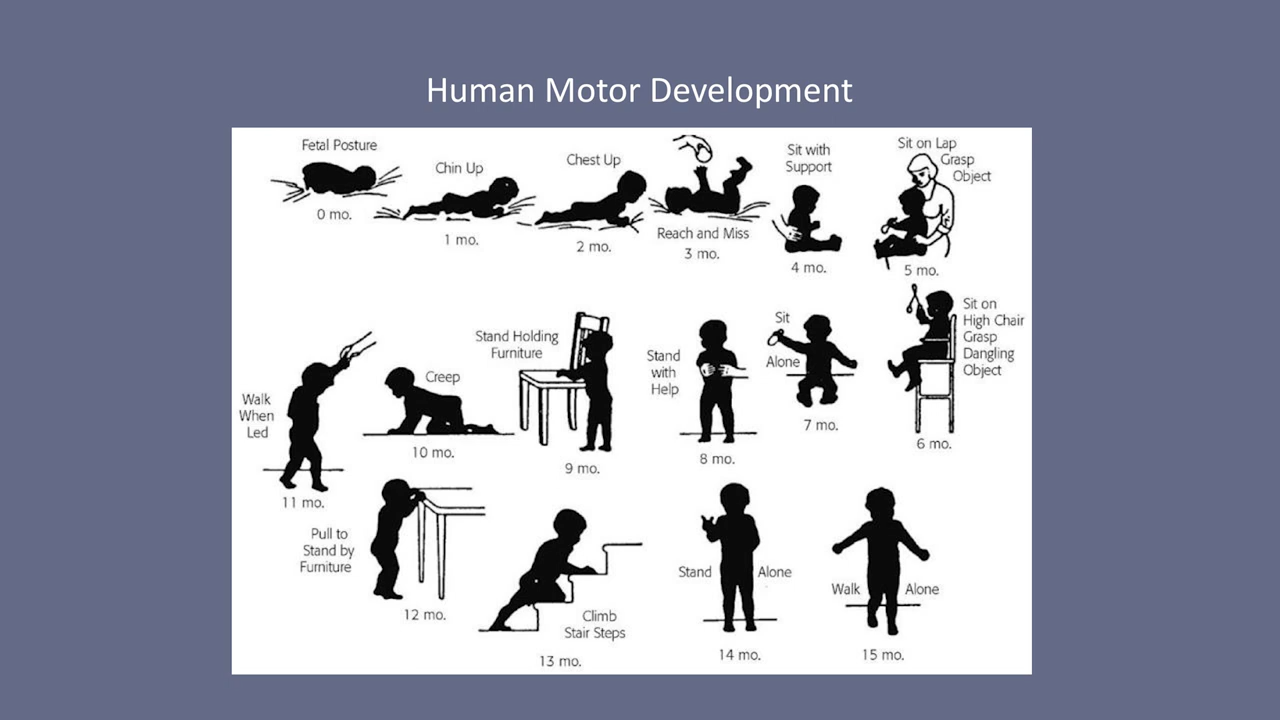 Human Motor Development
Fetal Posture
0 mo.
Chin Up
1 mo.
Chest Up
2 mo.
Reach and Miss
3 mo.
Sit with
Support
4 mo.
Sit on Lap
Grasp
Object
5 mo.
Sit on
High Chair
Grasp
Dangling
Object
6 mo.
Sit
Alone
7 mo.
Stand
with
Help
8 mo.
Stand Holding
Furniture
9 mo.
Creep
10 mo.
Walk
When
Led
11 mo.
Pull to
Stand by
Furniture
12 mo.
Climb
Stair Steps
13 mo.
Stand Alone
14 mo.
Walk Alone
15 mo.